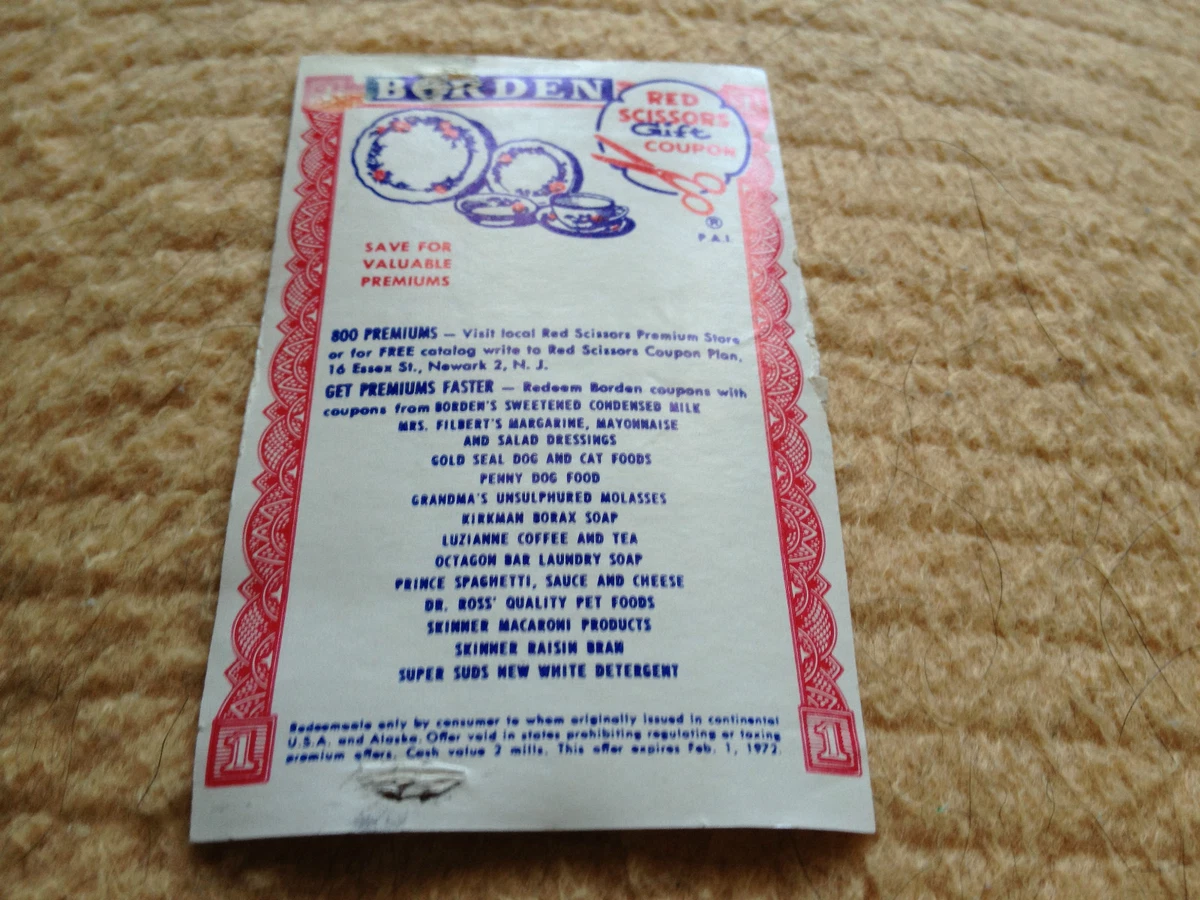 BORDEN
RED
SCISSORS
Gift
COUPON
®
P.A.I.
SAVE FOR
VALUABLE
PREMIUMS
800 PREMIUMS — Visit local Red Scissors Premium Store
or for FREE catalog write to Red Scissors Coupon Plan,
16 Essex St., Newark 2, N. J.
GET PREMIUMS FASTER — Redeem Borden coupons with
coupons from BORDEN'S SWEETENED CONDENSED MILK
MRS. FILBERT'S MARGARINE, MAYONNAISE
AND SALAD DRESSINGS
GOLD SEAL DOG AND CAT FOODS
PENNY DOG FOOD
GRANDMA'S UNSULPHURED MOLASSES
KIRKMAN BORAX SOAP
LUZIANNE COFFEE AND TEA
OCTAGON BAR LAUNDRY SOAP
PRINCE SPAGHETTI, SAUCE AND CHEESE
DR. ROSS' QUALITY PET FOODS
SKINNER MACARONI PRODUCTS
SKINNER RAISIN BRAN
SUPER SUDS NEW WHITE DETERGENT
Redeemable only by consumer to whom originally issued in continental
U.S.A. and Alaska. Offer void in states prohibiting regulating or taxing
premium offers. Cash value 2 mills. This offer expires Feb. 1, 1972.
1 1